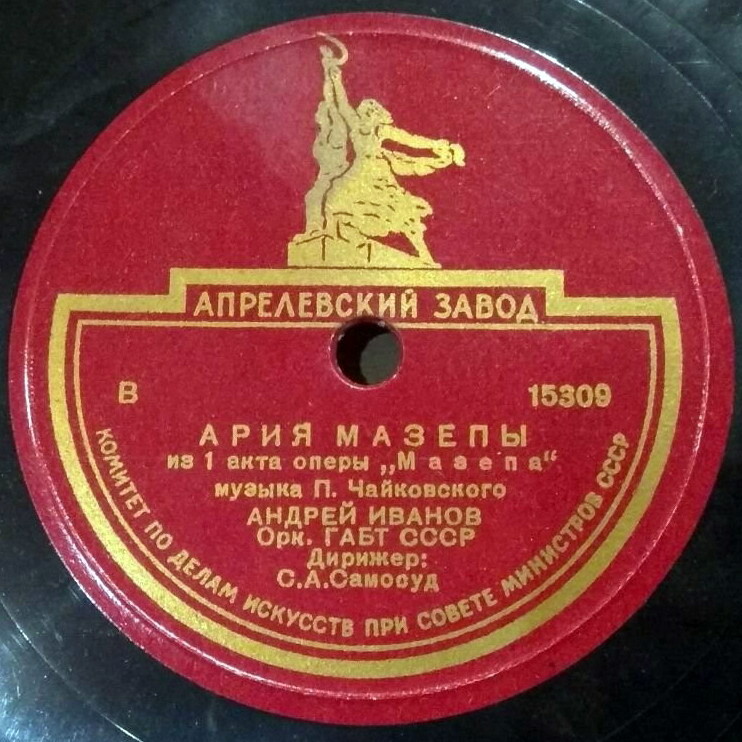 АПРЕЛЕВСКИЙ ЗАВОД
В 15309
АРИЯ МАЗЕПЫ
из 1 акта оперы „Мазепа“
музыка П. Чайковского
АНДРЕЙ ИВАНОВ
Орк. ГАБТ СССР
Дирижер:
С.А.Самосуд
КОМИТЕТ ПО ДЕЛАМ ИСКУССТВ ПРИ СОВЕТЕ МИНИСТРОВ СССР